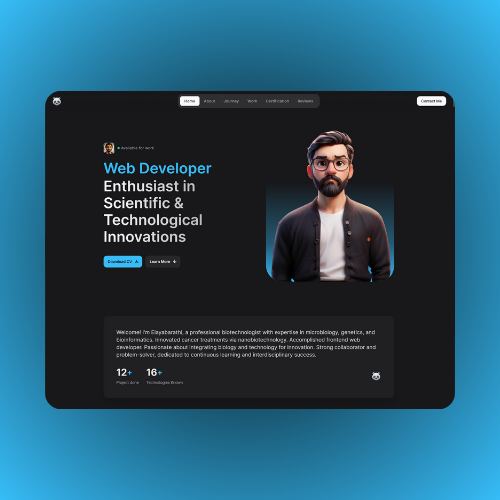 Home About Journey Work Certification Reviews
Contact Me
Available for work
Web Developer
Enthusiast in
Scientific &
Technological
Innovations
Download CV
Learn More
Welcome! I'm Elayabarathi, a professional biotechnologist with expertise in microbiology, genetics, and
bioinformatics. Innovated cancer treatments via nanobiotechnology. Accomplished frontend web
developer. Passionate about integrating biology and technology for innovation. Strong collaborator and
problem-solver, dedicated to continuous learning and interdisciplinary success.
12+ 16+
Project done Technologies Known